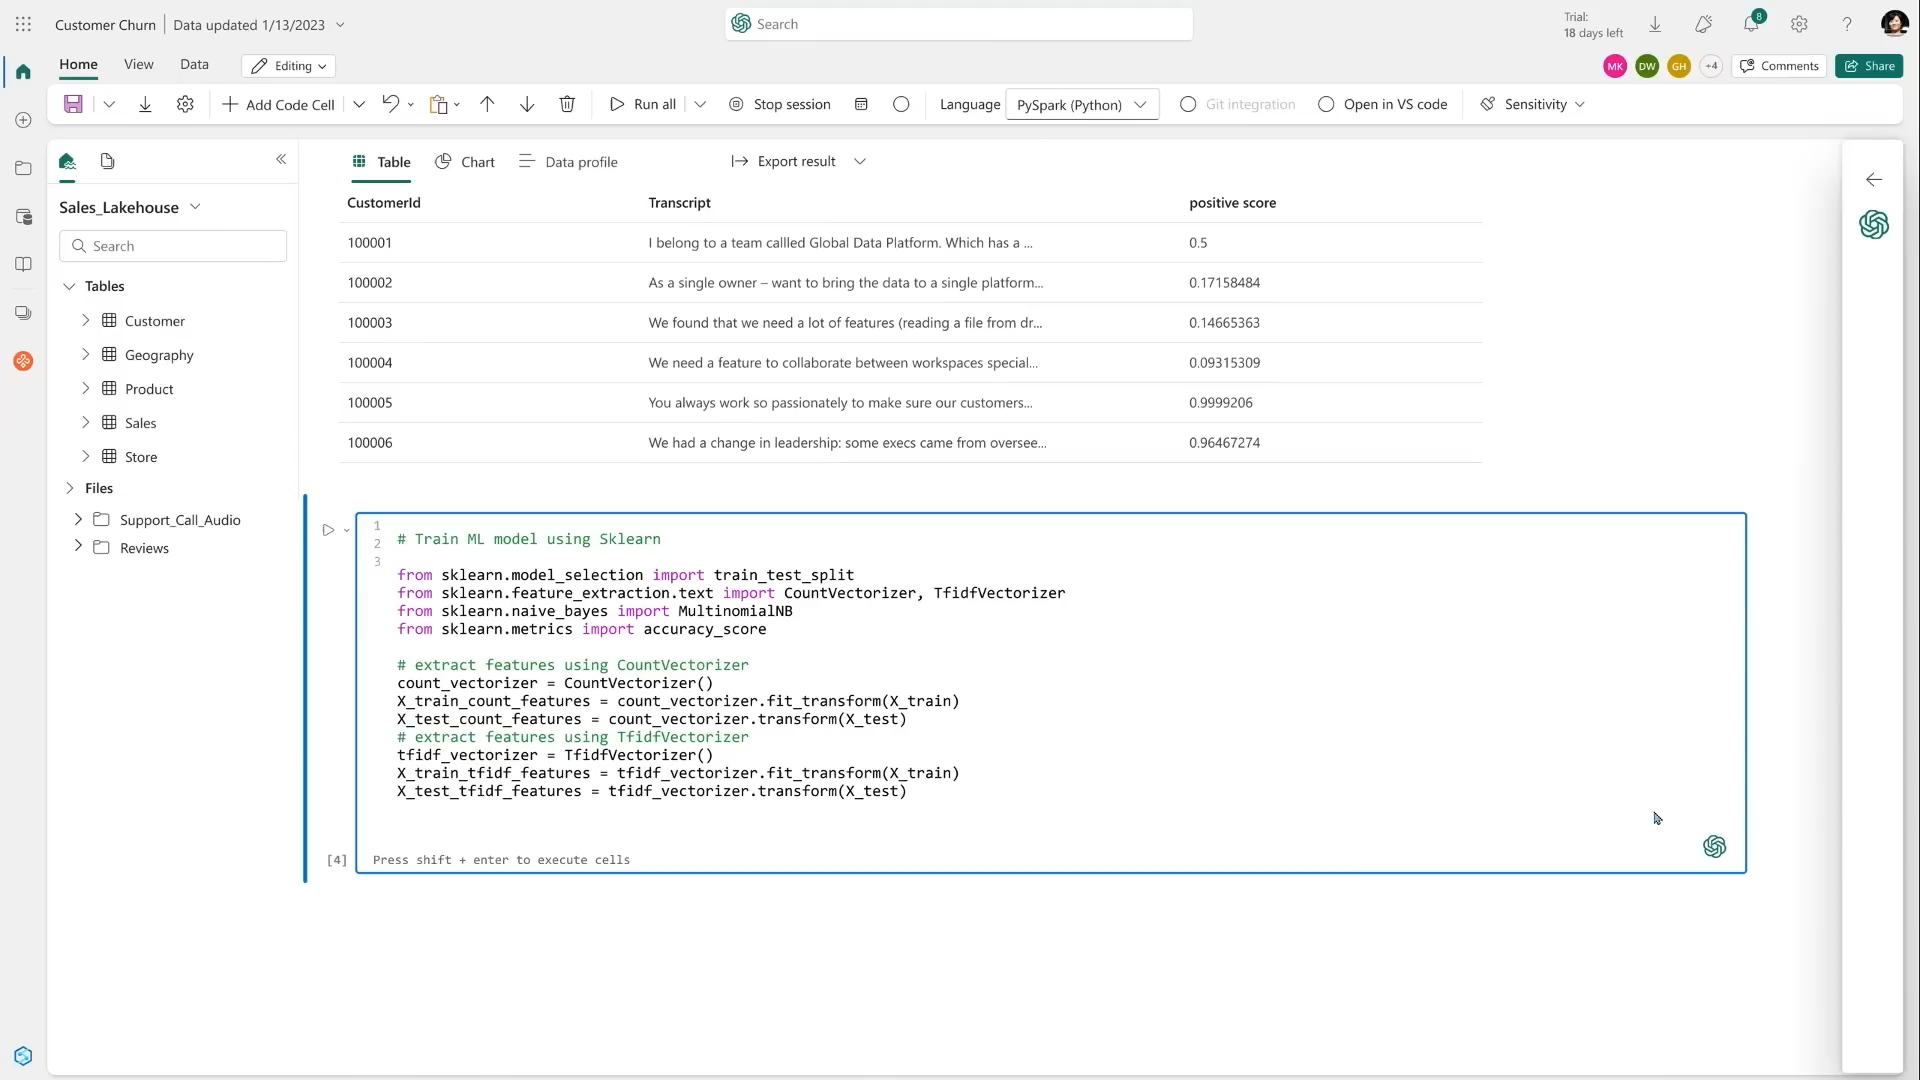 Customer Churn
Data updated 1/13/2023
Search
Trial:
18 days left
8
Home
View
Data
Editing
MK
DW
GH
+4
Comments
Share
Add Code Cell
Run all
Stop session
Language
PySpark (Python)
Git integration
Open in VS code
Sensitivity
Sales_Lakehouse
Search
Tables
Customer
Geography
Product
Sales
Store
Files
Support_Call_Audio
Reviews
Table
Chart
Data profile
Export result
CustomerId Transcript positive score
100001 I belong to a team callled Global Data Platform. Which has a ... 0.5
100002 As a single owner – want to bring the data to a single platform... 0.17158484
100003 We found that we need a lot of features (reading a file from dr... 0.14665363
100004 We need a feature to collaborate between workspaces special... 0.09315309
100005 You always work so passionately to make sure our customers... 0.9999206
100006 We had a change in leadership: some execs came from oversee... 0.96467274
1
2
3
# Train ML model using Sklearn
from sklearn.model_selection import train_test_split
from sklearn.feature_extraction.text import CountVectorizer, TfidfVectorizer
from sklearn.naive_bayes import MultinomialNB
from sklearn.metrics import accuracy_score
# extract features using CountVectorizer
count_vectorizer = CountVectorizer()
X_train_count_features = count_vectorizer.fit_transform(X_train)
X_test_count_features = count_vectorizer.transform(X_test)
# extract features using TfidfVectorizer
tfidf_vectorizer = TfidfVectorizer()
X_train_tfidf_features = tfidf_vectorizer.fit_transform(X_train)
X_test_tfidf_features = tfidf_vectorizer.transform(X_test)
[4]
Press shift + enter to execute cells